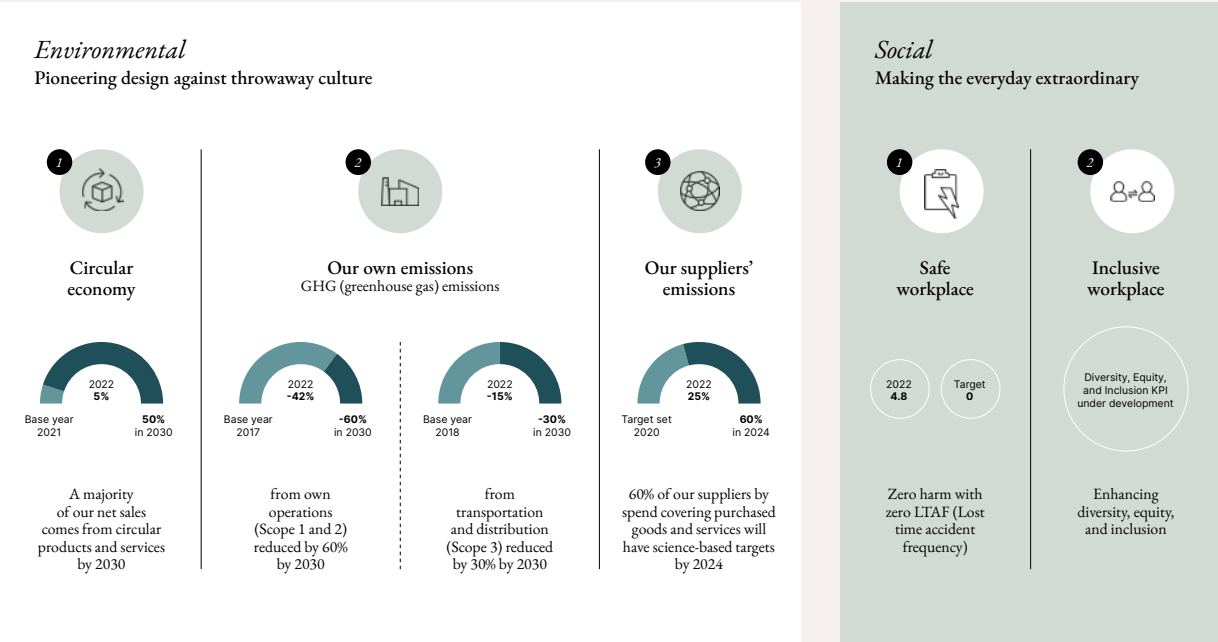 Environmental
Pioneering design against throwaway culture
1
Circular
economy
2022
5%
Base year
2021
50%
in 2030
A majority
of our net sales
comes from circular
products and services
by 2030
2
Our own emissions
GHG (greenhouse gas) emissions
2022
-42%
Base year
2017
-60%
in 2030
from own
operations
(Scope 1 and 2)
reduced by 60%
by 2030
2022
-15%
Base year
2018
-30%
in 2030
from
transportation
and distribution
(Scope 3) reduced
by 30% by 2030
3
Our suppliers’
emissions
2022
25%
Target set
2020
60%
in 2024
60% of our suppliers by
spend covering purchased
goods and services will
have science-based targets
by 2024
Social
Making the everyday extraordinary
1
Safe
workplace
2022
4.8
Target
0
Zero harm with
zero LTAF (Lost
time accident
frequency)
2
Inclusive
workplace
Diversity, Equity,
and Inclusion KPI
under development
Enhancing
diversity, equity,
and inclusion